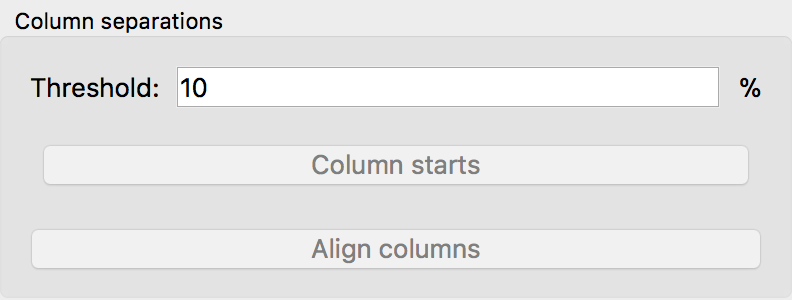 Column separations
Threshold: 10 %
Column starts
Align columns